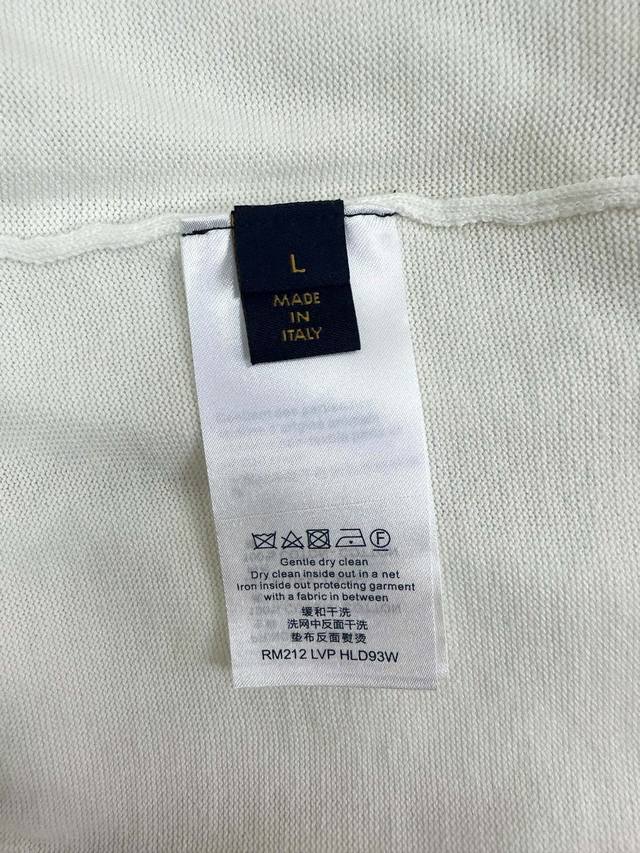 L
MADE
IN
ITALY
F
Gentle dry clean
Dry clean inside out in a net
Iron inside out protecting garment
with a fabric in between
缓和干洗
洗网中反面干洗
垫布反面熨烫
RM212 LVP HLD93W